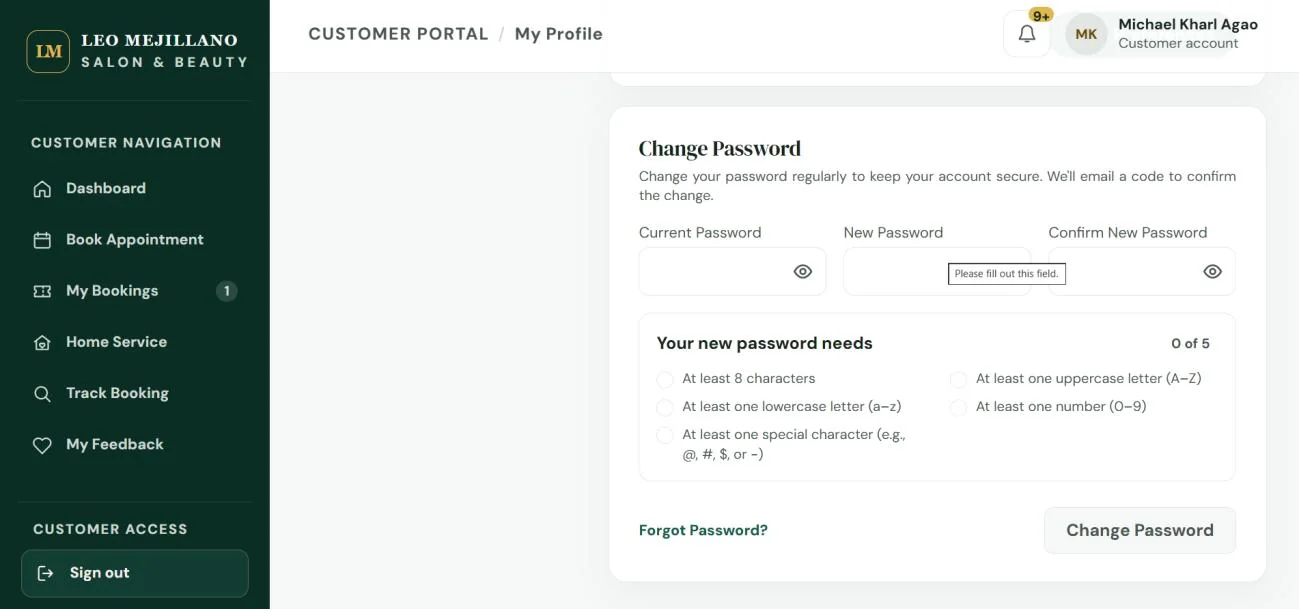 LM
LEO MEJILLANO
SALON & BEAUTY
CUSTOMER NAVIGATION
Dashboard
Book Appointment
My Bookings 1
Home Service
Track Booking
My Feedback
CUSTOMER ACCESS
Sign out
CUSTOMER PORTAL / My Profile
9+
MK
Michael Kharl Agao
Customer account
Change Password
Change your password regularly to keep your account secure. We'll email a code to confirm
the change.
Current Password New Password Confirm New Password
Please fill out this field.
Your new password needs 0 of 5
At least 8 characters At least one uppercase letter (A–Z)
At least one lowercase letter (a–z) At least one number (0–9)
At least one special character (e.g.,
@, #, $, or -)
Forgot Password? Change Password